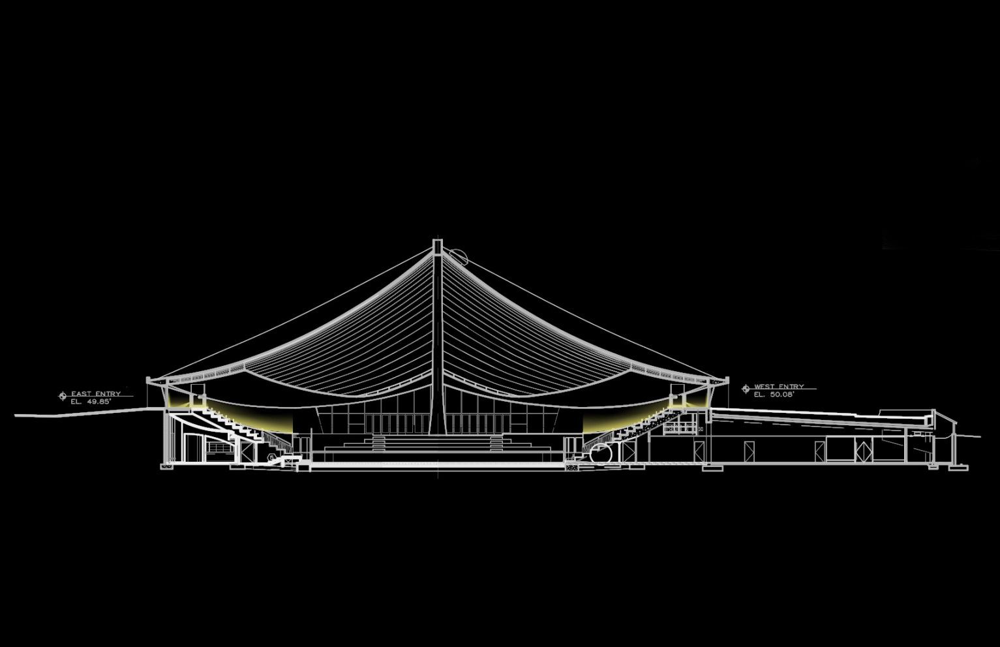 EAST ENTRY
EL. 49.85'
WEST ENTRY
EL. 50.08'